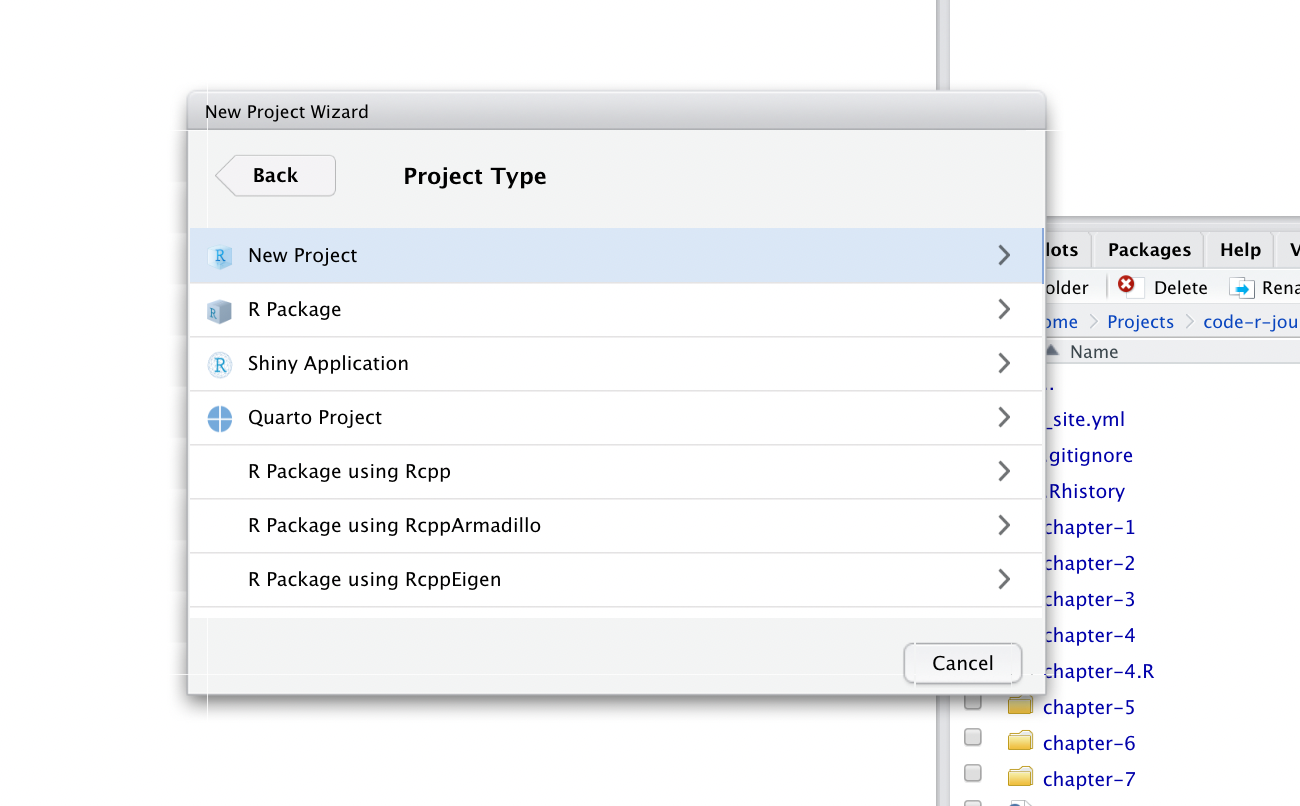 New Project Wizard
Back
Project Type
New Project
R Package
Shiny Application
Quarto Project
R Package using Rcpp
R Package using RcppArmadillo
R Package using RcppEigen
Cancel
lots Packages Help V
older Delete Rena
ome Projects code-r-jou
Name
..
_site.yml
.gitignore
.Rhistory
chapter-1
chapter-2
chapter-3
chapter-4
chapter-4.R
chapter-5
chapter-6
chapter-7